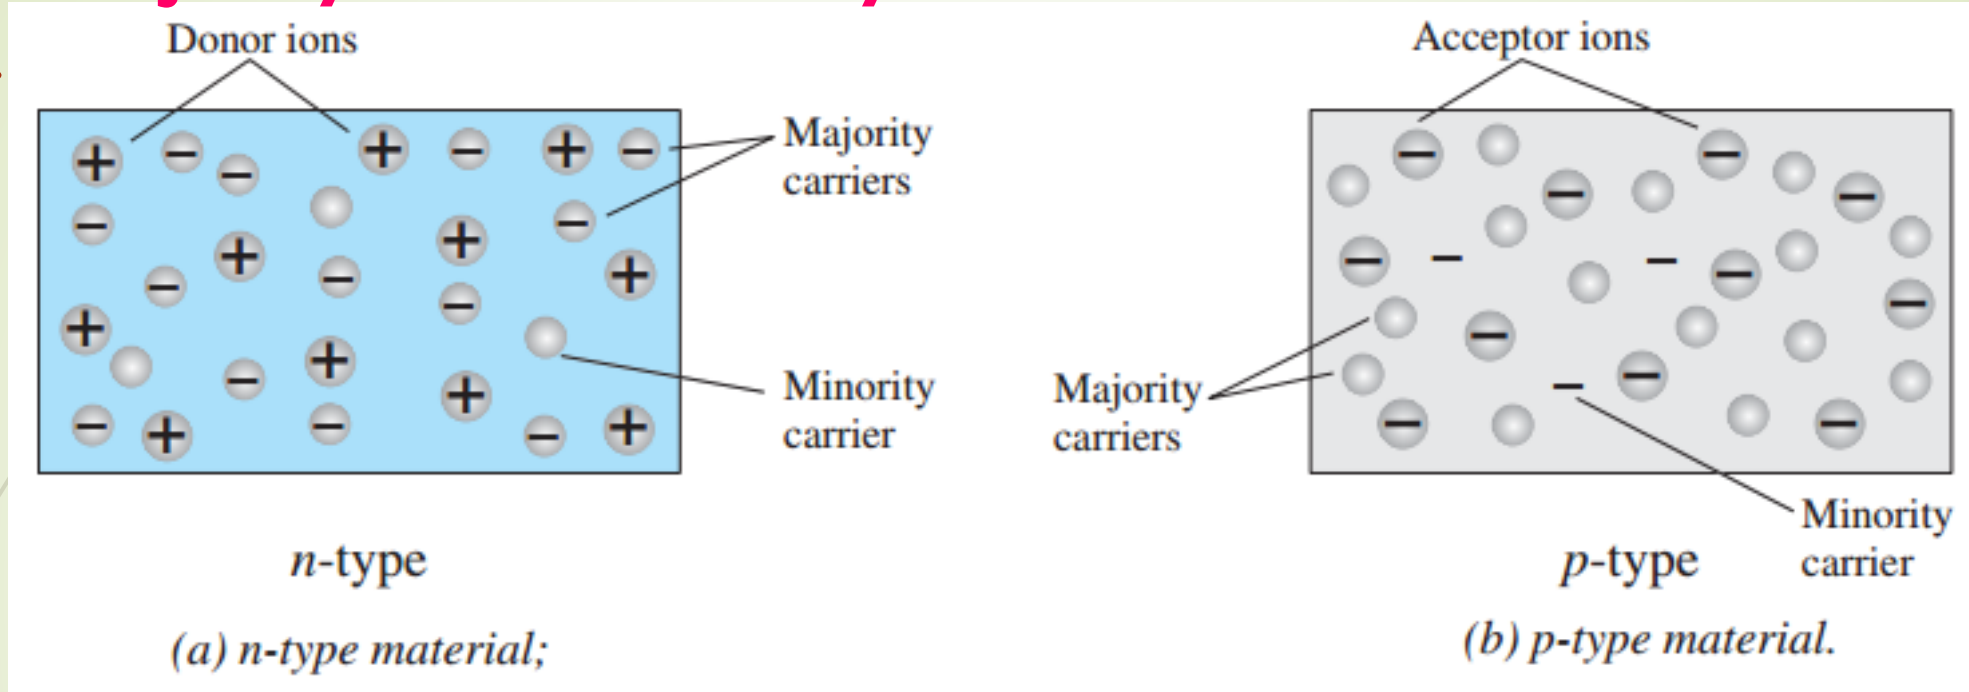 Donor ions
Majority
carriers
Minority
carrier
n-type
(a) n-type material;
Acceptor ions
Majority
carriers
Minority
carrier
p-type
(b) p-type material.